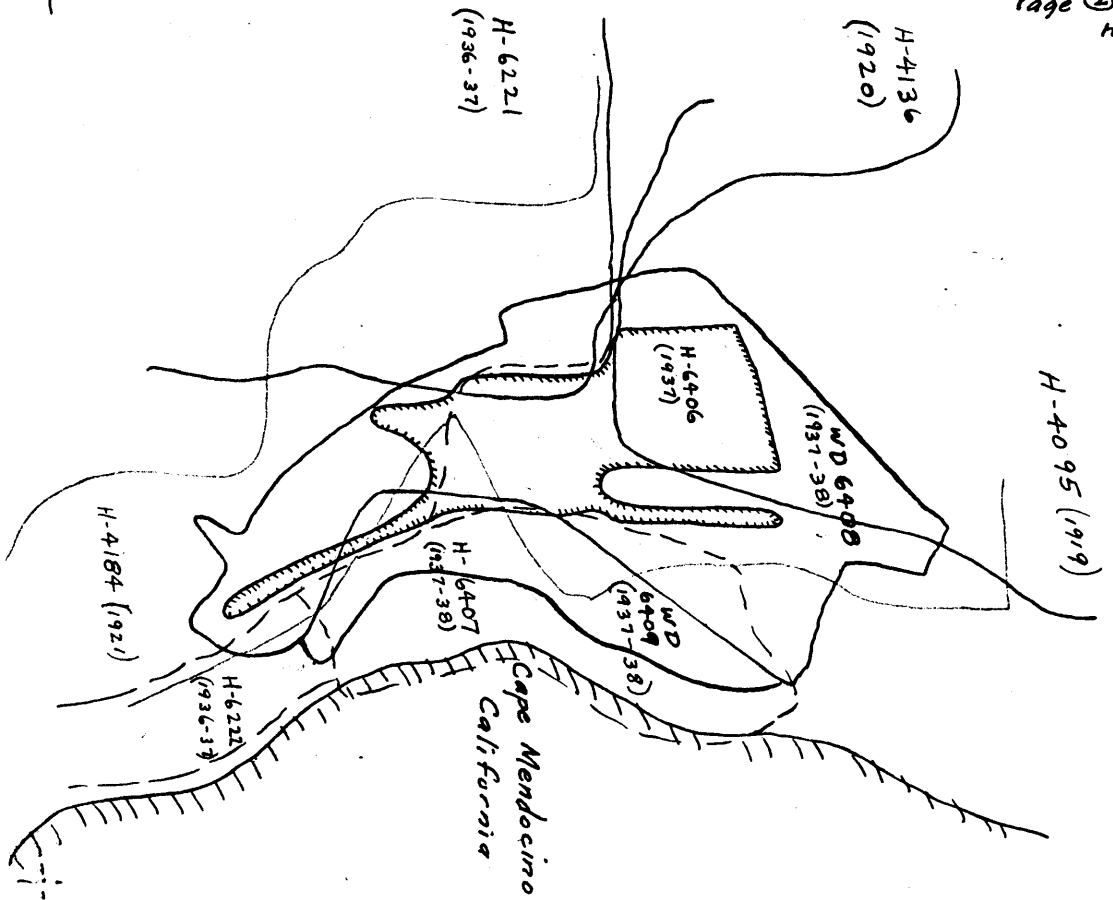 Page 2
H-4136
(1920)
H-6221
(1936-37)
H-4095 (1919)
H-6406
(1937)
WD 6408
(1937-38)
H-6407
(1937-38)
WD
6409
(1937-38)
H-4184 (1921)
H-6222
(1936-37)
Cape Mendocino
California